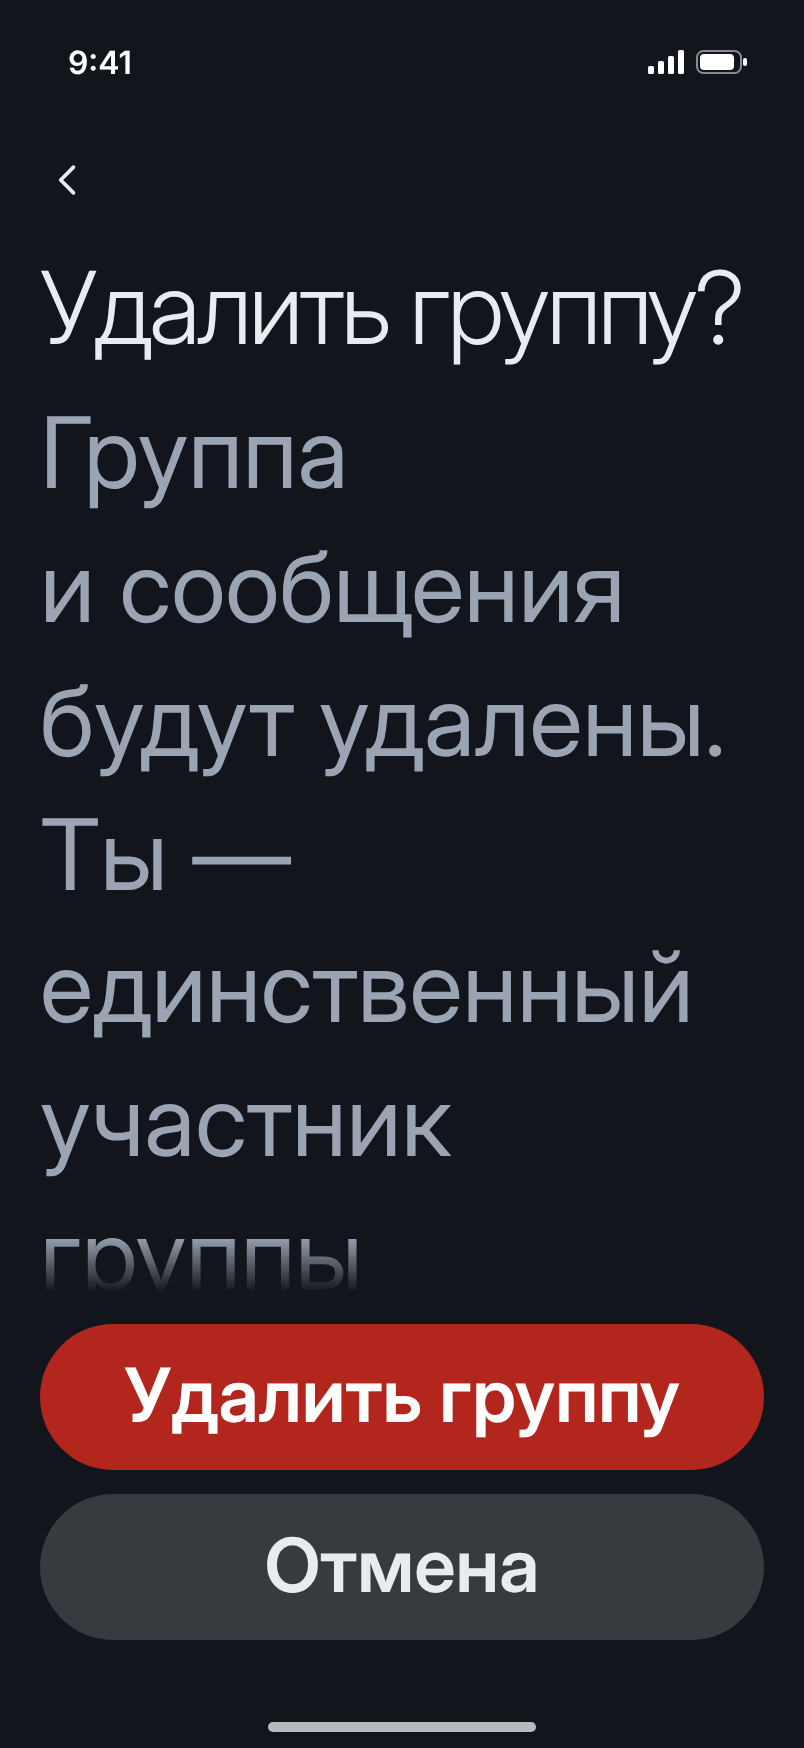 9:41
Удалить группу?
Группа
и сообщения
будут удалены.
Ты —
единственный
участник
группы
Удалить группу
Отмена